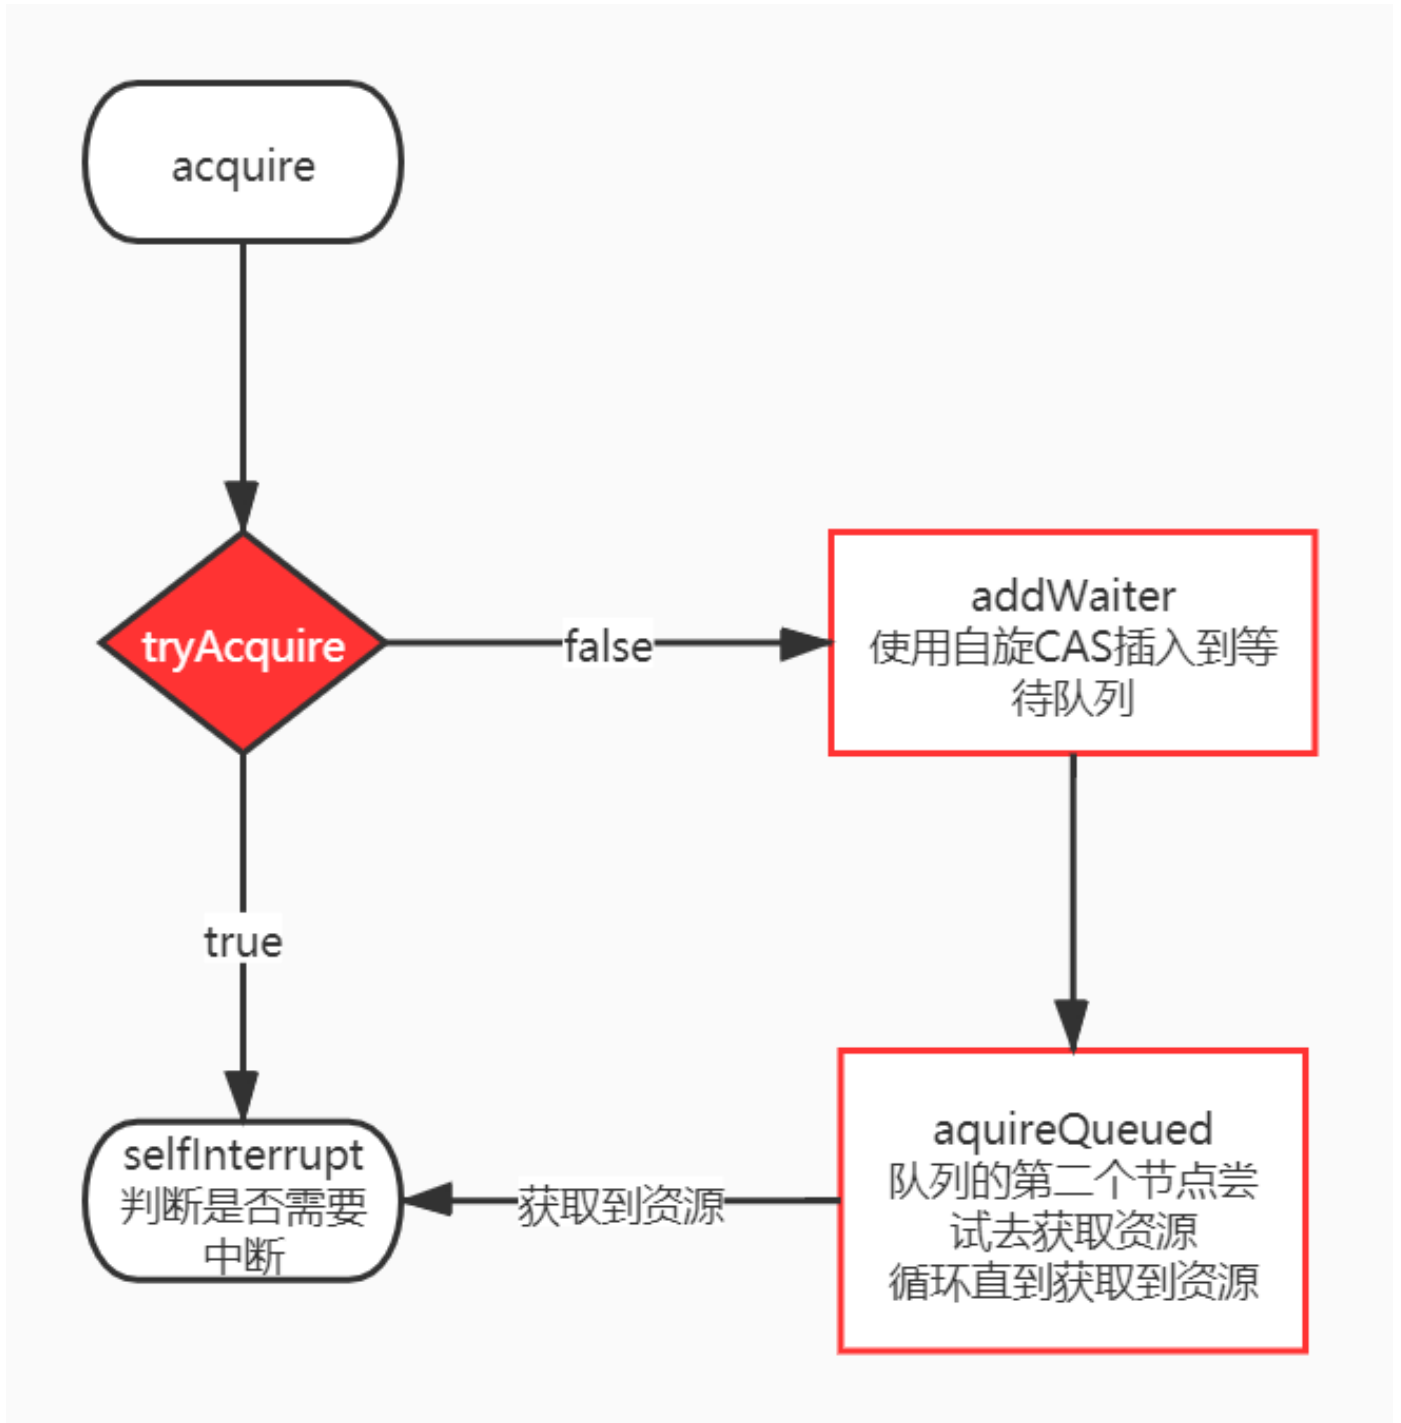 acquire
tryAcquire
false
addWaiter
使用自旋CAS插入到等
待队列
true
selfInterrupt
判断是否需要
中断
获取到资源
aquireQueued
队列的第二个节点尝
试去获取资源
循环直到获取到资源